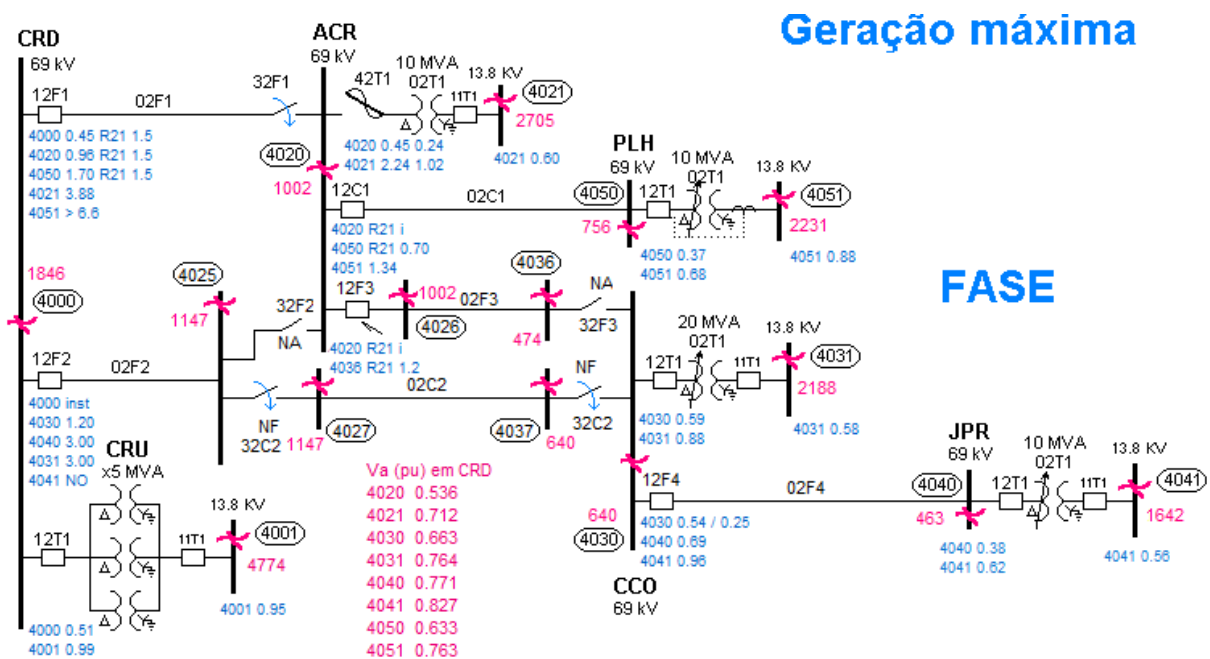 Geração máxima
FASE
CRD
69 kV
12F1
02F1
32F1
4000 0.45 R21 1.5
4020 0.96 R21 1.5
4050 1.70 R21 1.5
4021 3.88
4051 > 6.6
ACR
69 kV
42T1
10 MVA
02T1
11T1
13.8 KV
4021
2705
4020 0.45 0.24
4021 2.24 1.02
4021 0.60
4020
1002
12C1
02C1
4020 R21 i
4050 R21 0.70
4051 1.34
PLH
69 kV
4050
756
12T1
10 MVA
02T1
13.8 KV
4051
2231
4050 0.37
4051 0.68
4051 0.88
1846
4000
4025
1147
32F2
NA
12F3
1002
4026
02F3
4036
474
NA
32F3
4020 R21 i
4036 R21 1.2
12F2
02F2
4000 inst
4030 1.20
4040 3.00
4031 3.00
4041 NO
NF
32C2
1147
4027
02C2
4037
640
NF
32C2
12T1
20 MVA
02T1
11T1
13.8 KV
4031
2188
4030 0.59
4031 0.88
4031 0.58
CRU
x5 MVA
12T1
11T1
13.8 KV
4001
4774
4001 0.95
4000 0.51
4001 0.99
Va (pu) em CRD
4020 0.536
4021 0.712
4030 0.663
4031 0.764
4040 0.771
4041 0.827
4050 0.633
4051 0.763
640
4030
CCO
69 kV
12F4
02F4
4030 0.54 / 0.25
4040 0.69
4041 0.96
JPR
69 kV
4040
463
12T1
10 MVA
02T1
11T1
13.8 KV
4041
1642
4040 0.38
4041 0.62
4041 0.56